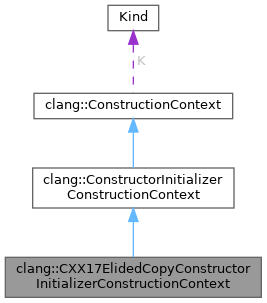 Kind
K
clang::ConstructionContext
clang::ConstructorInitializer
ConstructionContext
clang::CXX17ElidedCopyConstructor
InitializerConstructionContext